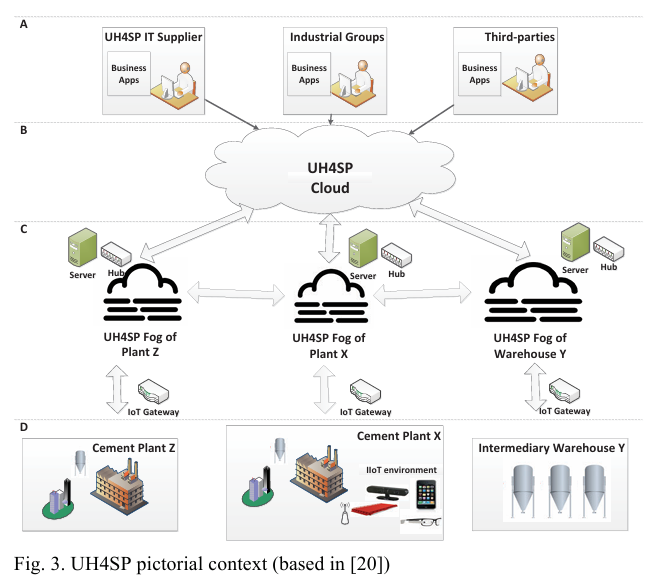 A
UH4SP IT Supplier
Business
Apps
Industrial Groups
Business
Apps
Third-parties
Business
Apps
B
UH4SP
Cloud
C
Server
Hub
Server
Hub
Server
Hub
UH4SP Fog of
Plant Z
UH4SP Fog of
Plant X
UH4SP Fog of
Warehouse Y
IoT Gateway
IoT Gateway
IoT Gateway
D
Cement Plant Z
Cement Plant X
IIoT environment
Intermediary Warehouse Y
Fig. 3. UH4SP pictorial context (based in [20])